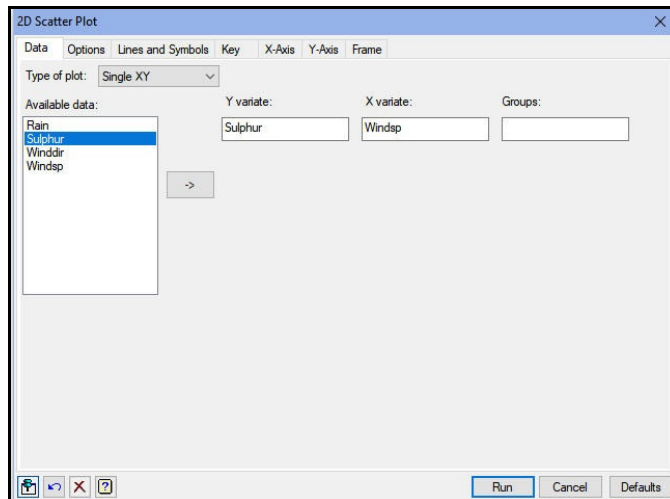 2D Scatter Plot
Data Options Lines and Symbols Key X-Axis Y-Axis Frame
Type of plot: Single XY
Available data: Y variate: X variate: Groups:
Rain Sulphur Windsp
Sulphur
Winddir
Windsp
->
Run Cancel Defaults